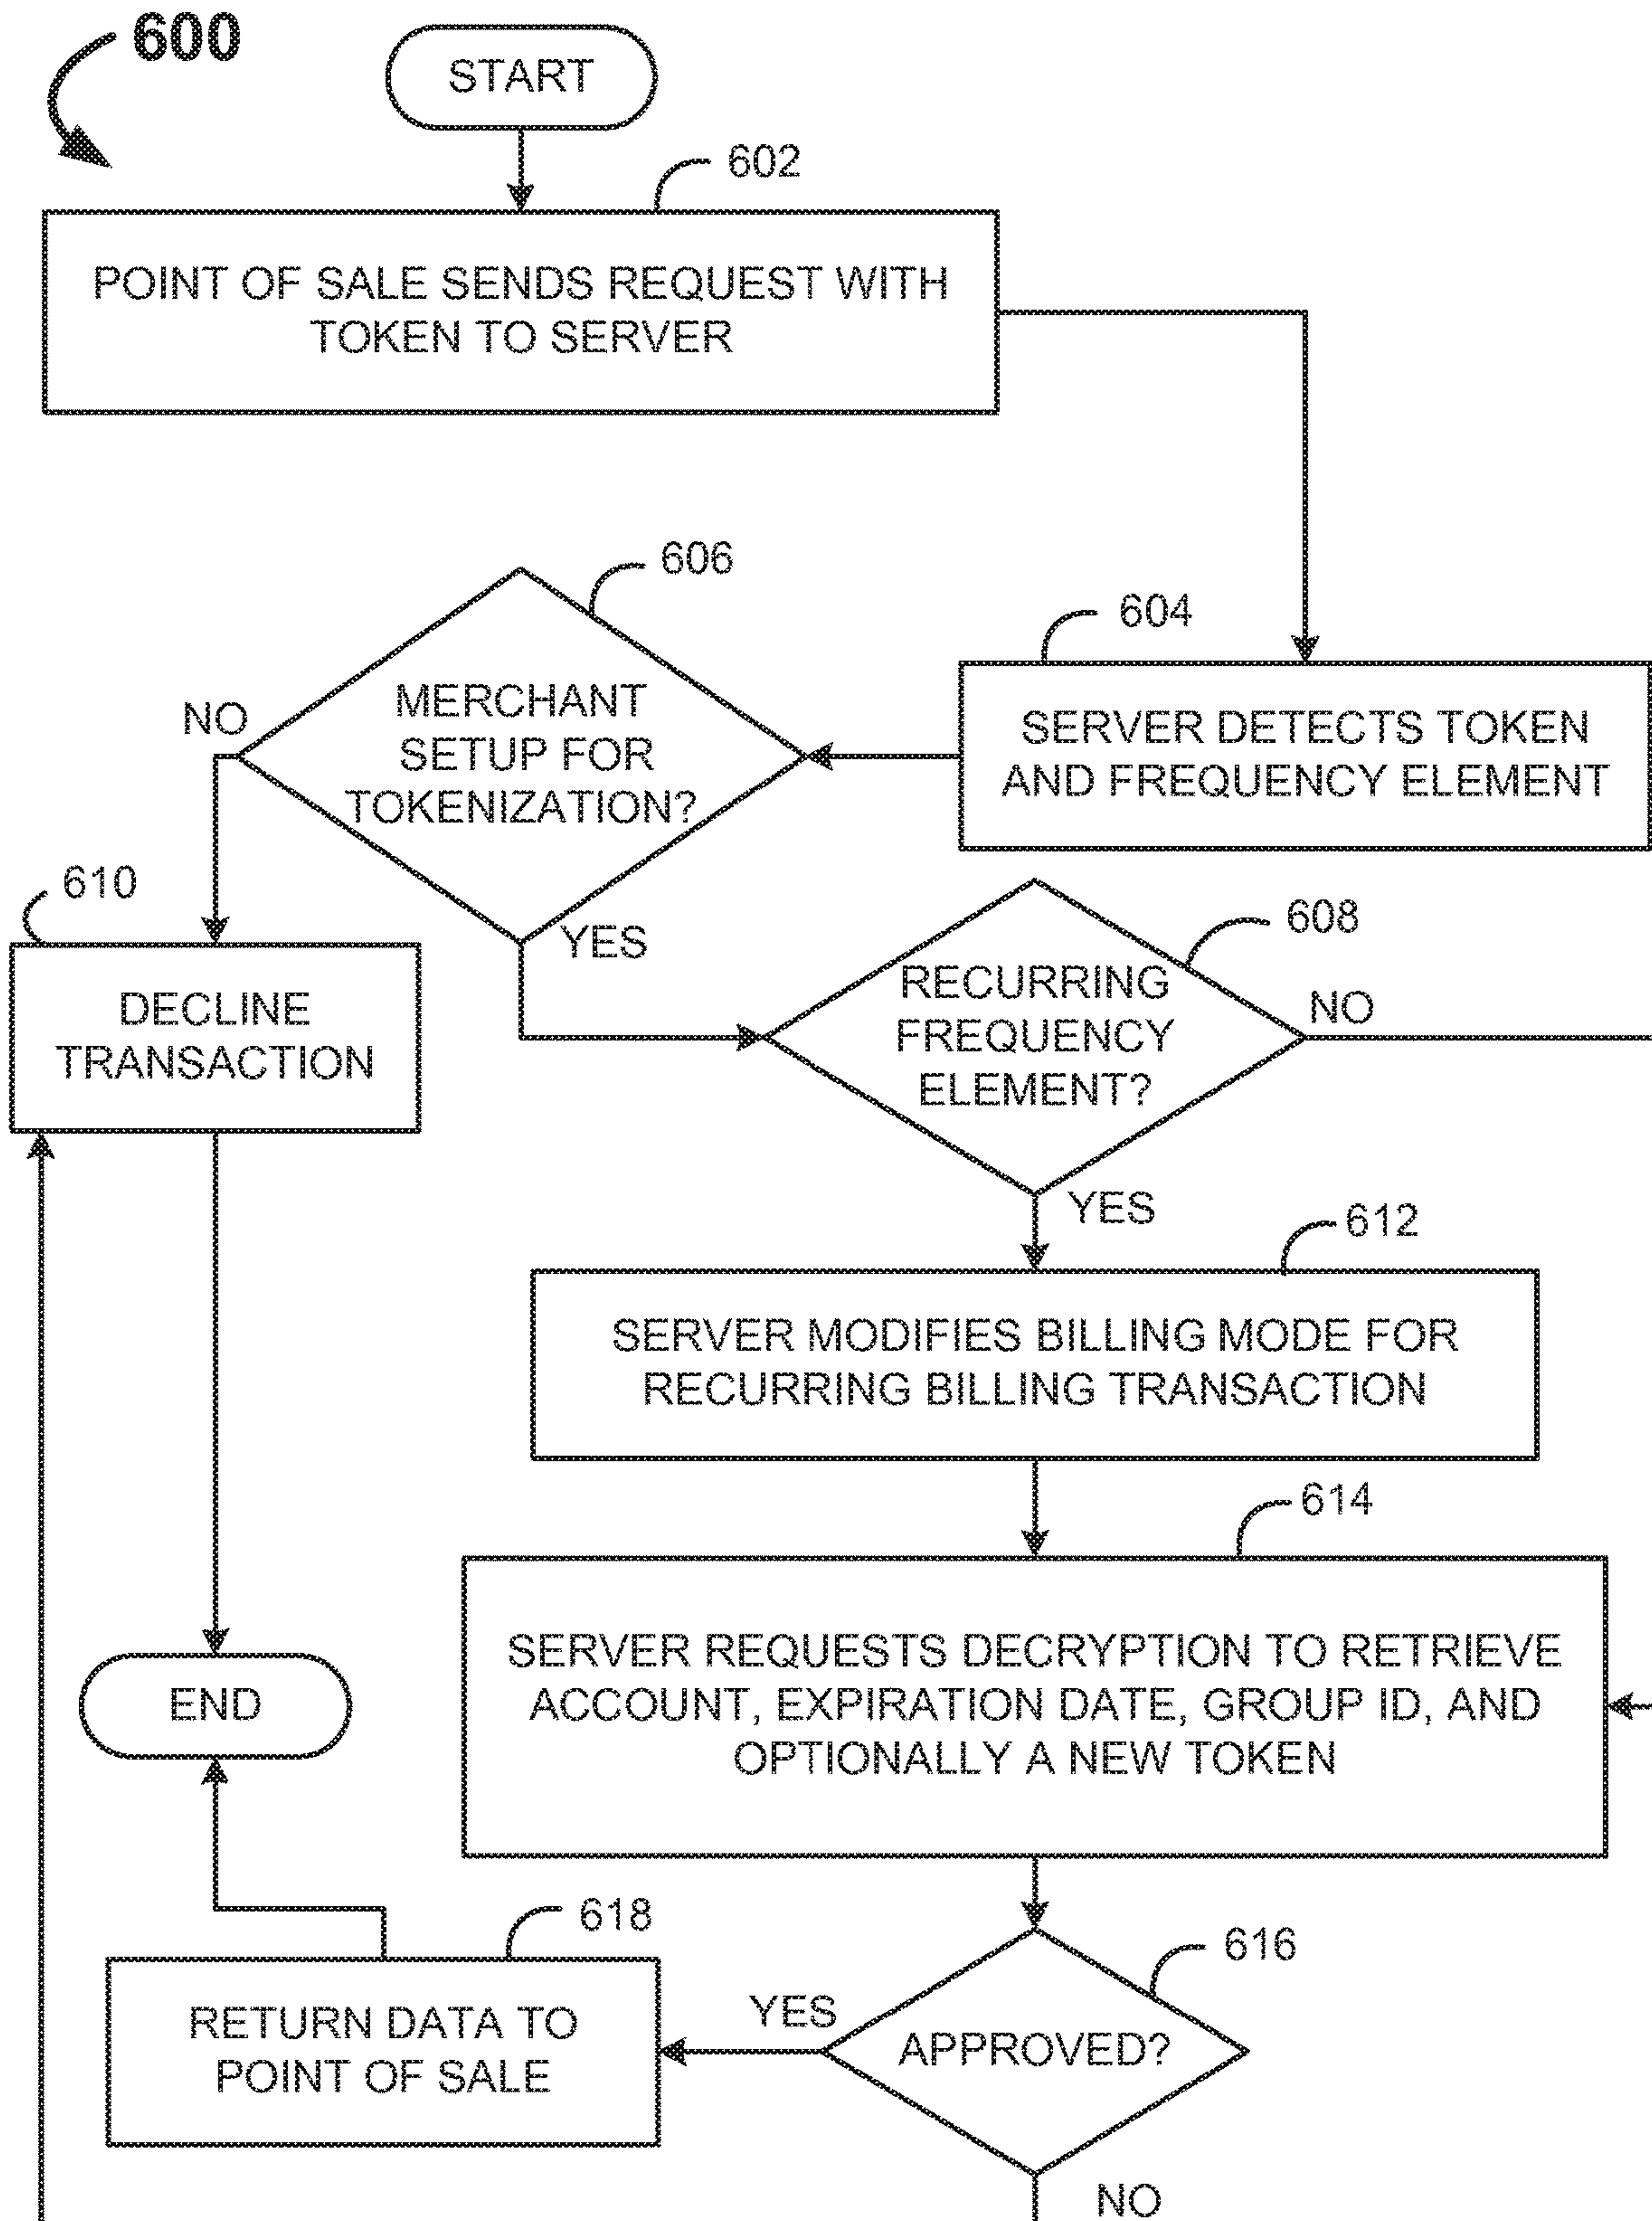 600
START
602
POINT OF SALE SENDS REQUEST WITH
TOKEN TO SERVER
606
604
MERCHANT
SETUP FOR
TOKENIZATION?
NO
SERVER DETECTS TOKEN
AND FREQUENCY ELEMENT
610
YES
608
DECLINE
TRANSACTION
RECURRING
FREQUENCY
ELEMENT?
NO
YES
612
SERVER MODIFIES BILLING MODE FOR
RECURRING BILLING TRANSACTION
614
SERVER REQUESTS DECRYPTION TO RETRIEVE
ACCOUNT, EXPIRATION DATE, GROUP ID, AND
OPTIONALLY A NEW TOKEN
END
618
616
RETURN DATA TO
POINT OF SALE
YES
APPROVED?
NO